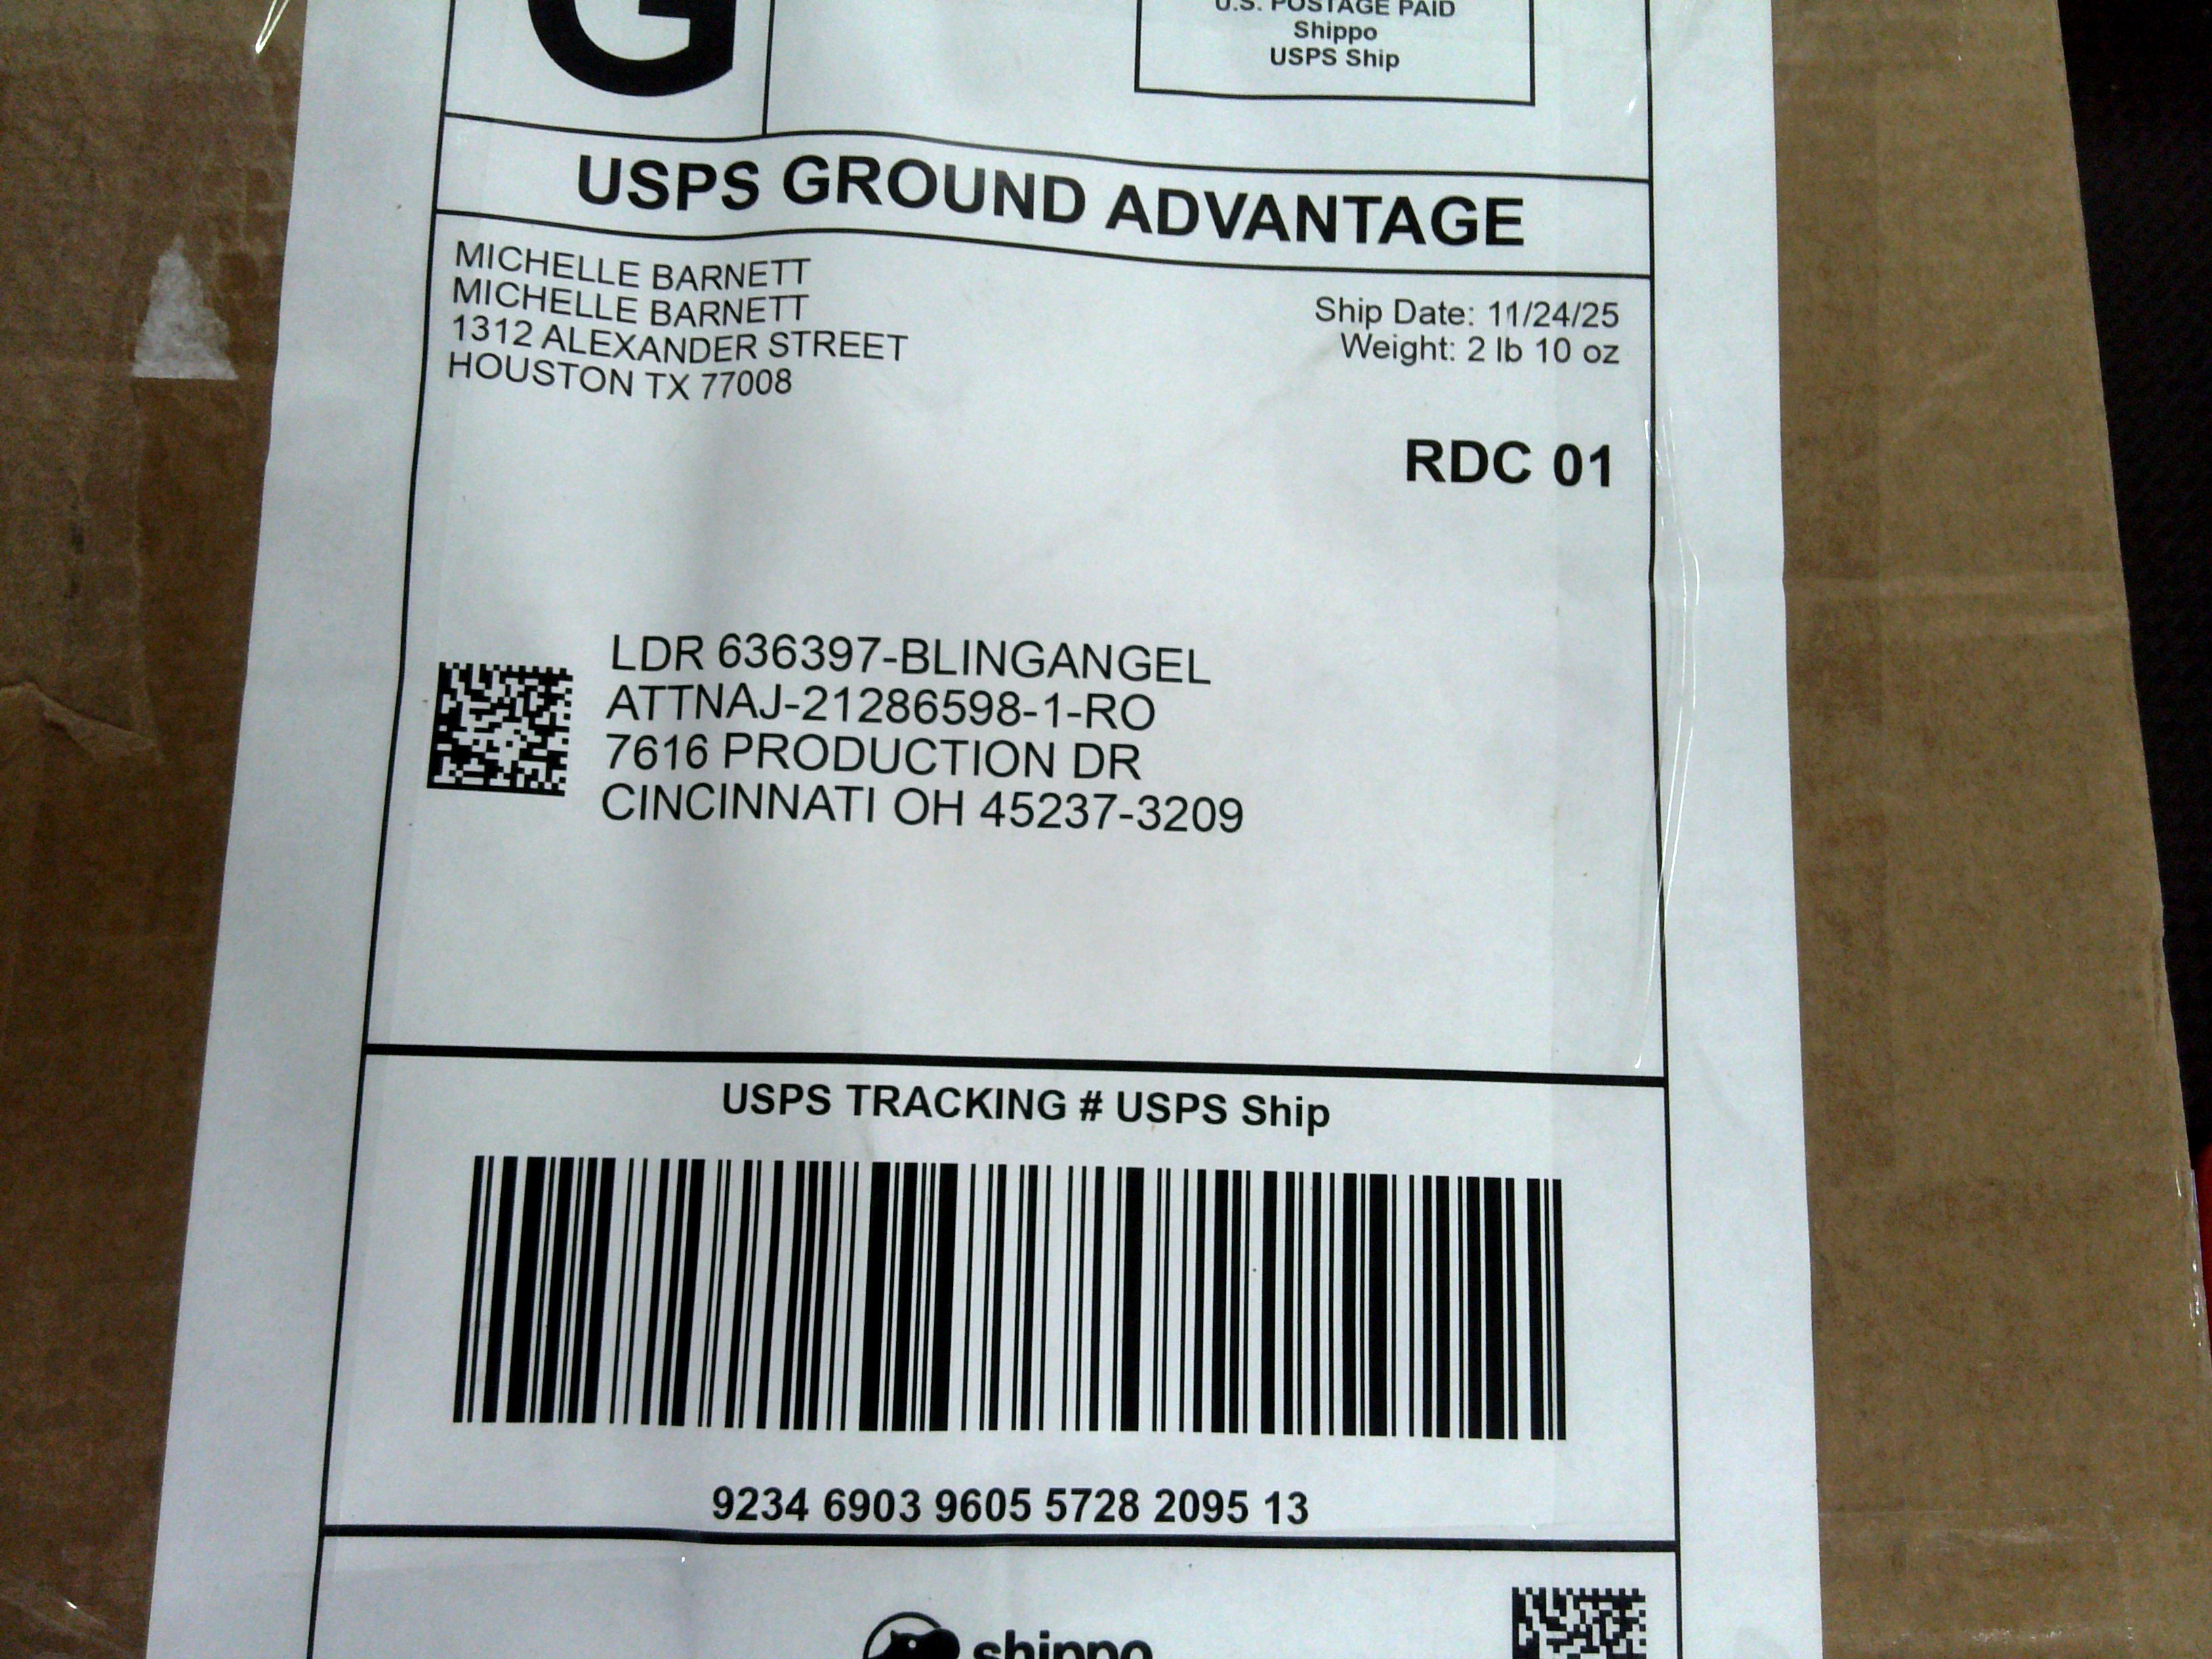 G
U.S. POSTAGE PAID
Shippo
USPS Ship
USPS GROUND ADVANTAGE
MICHELLE BARNETT
MICHELLE BARNETT
1312 ALEXANDER STREET
HOUSTON TX 77008
Ship Date: 11/24/25
Weight: 2 lb 10 oz
RDC 01
LDR 636397-BLINGANGEL
ATTNAJ-21286598-1-RO
7616 PRODUCTION DR
CINCINNATI OH 45237-3209
USPS TRACKING # USPS Ship
9234 6903 9605 5728 2095 13
shippo